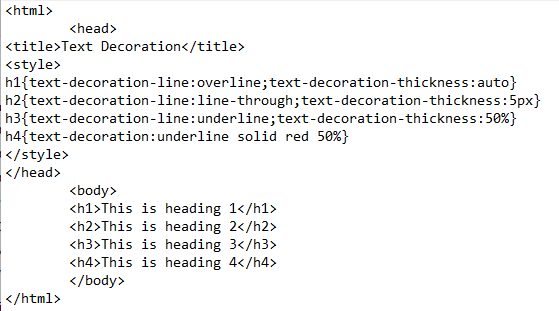 <html>
<head>
<title>Text Decoration</title>
<style>
h1{text-decoration-line:overline;text-decoration-thickness:auto}
h2{text-decoration-line:line-through;text-decoration-thickness:5px}
h3{text-decoration-line:underline;text-decoration-thickness:50%}
h4{text-decoration:underline solid red 50%}
</style>
</head>
<body>
<h1>This is heading 1</h1>
<h2>This is heading 2</h2>
<h3>This is heading 3</h3>
<h4>This is heading 4</h4>
</body>
</html>